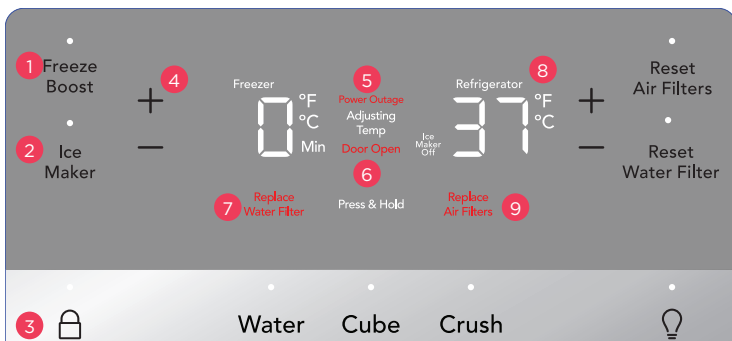 1 Freeze
Boost
2 Ice
Maker
3
+ 4
−
Freezer
0 °F
°C
Min
5
Power Outage
Adjusting
Temp
Door Open
6
Press & Hold
7 Replace
Water Filter
Refrigerator 8
Ice
Maker
Off
37 °F
°C
Replace
Air Filters 9
+
−
Reset
Air Filters
Reset
Water Filter
Water Cube Crush